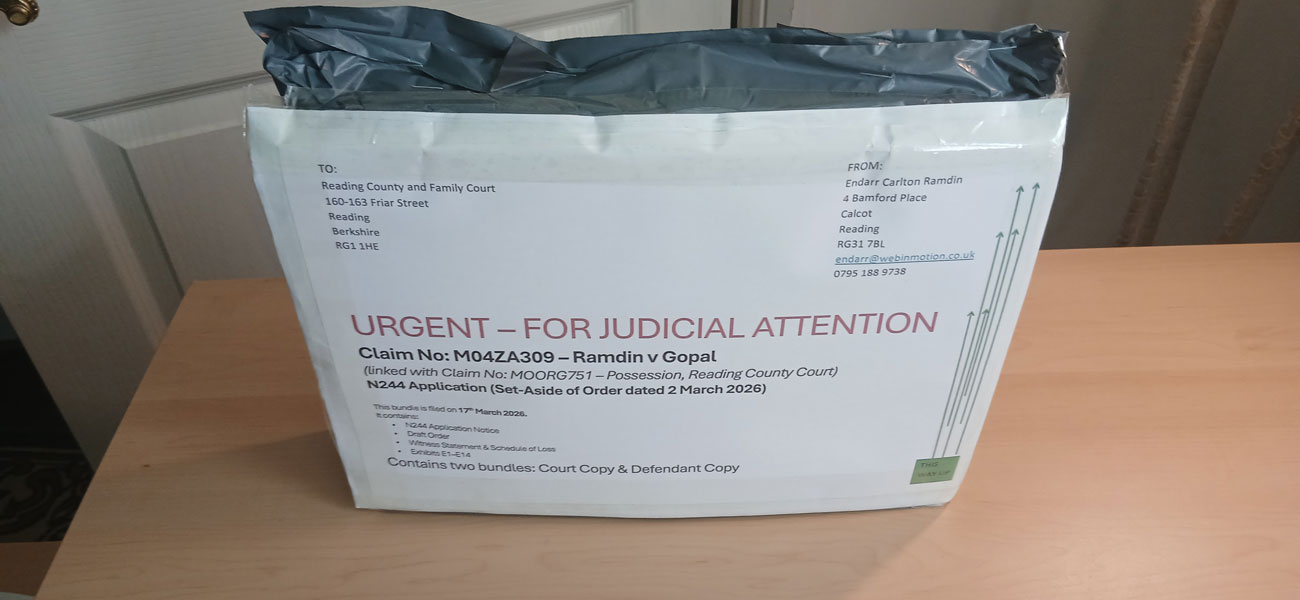 TO:
Reading County and Family Court
160-163 Friar Street
Reading
Berkshire
RG1 1HE
FROM:
Endarr Carlton Ramdin
4 Bamford Place
Calcot
Reading
RG31 7BL
endarr@webinmotion.co.uk
0795 188 9738
URGENT – FOR JUDICIAL ATTENTION
Claim No: M04ZA309 – Ramdin v Gopal
(linked with Claim No: MOORG751 – Possession, Reading County Court)
N244 Application (Set-Aside of Order dated 2 March 2026)
This bundle is filed on 17th March 2026.
It contains:
• N244 Application Notice
• Draft Order
• Witness Statement & Schedule of Loss
• Exhibits E1–E14
Contains two bundles: Court Copy & Defendant Copy
THIS
WAY UP